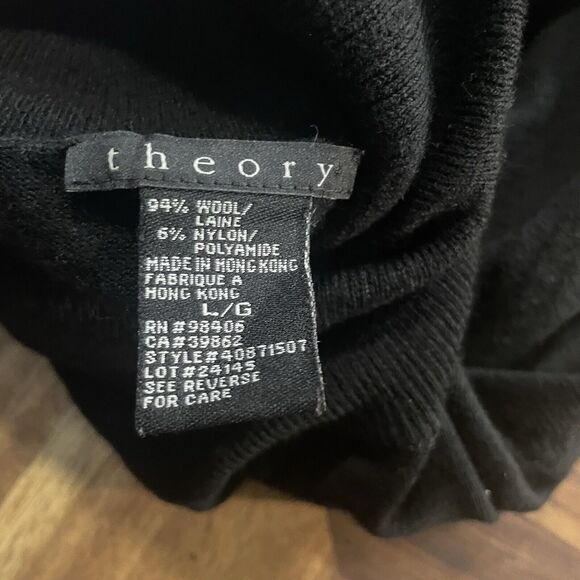 theory
94% WOOL/
LAINE
6% NYLON/
POLYAMIDE
MADE IN HONG KONG
FABRIQUE A
HONG KONG
L/G
RN#98406
CA#39862
STYLE#40871507
LOT#24145
SEE REVERSE
FOR CARE